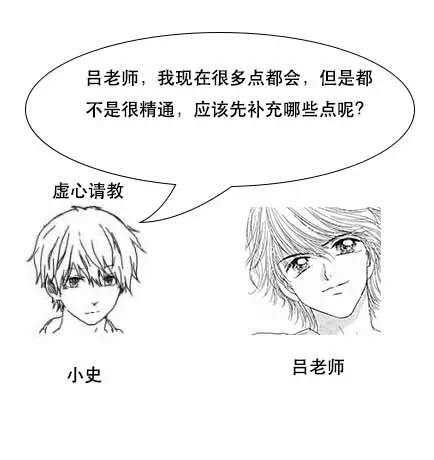 吕老师，我现在很多点都会，但是都
不是很精通，应该先补充哪些点呢？
虚心请教
小史
吕老师